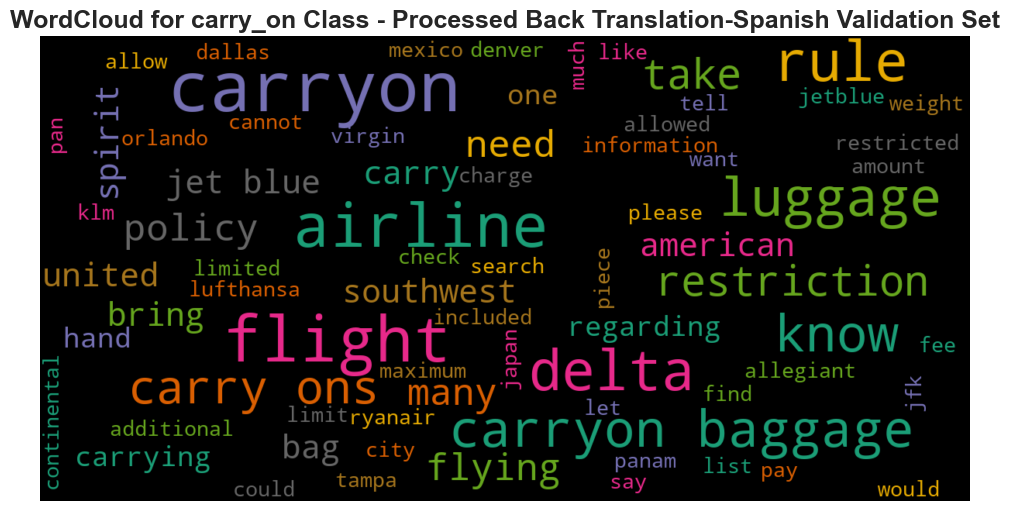 WordCloud for carry_on Class - Processed Back Translation-Spanish Validation Set
dallas mexico denver much like rule
allow carryon take
one tell jetblue weight
pan spirit orlando cannot virgin need allowed information restricted
want amount
jet blue carry charge luggage
klm policy airline please
american
united limited check search piece restriction
lufthansa southwest
bring included regarding know
hand flight japan delta fee
maximum allegiant
continental carry ons many find jfk
limit ryanair let
additional bag city carryon baggage
carrying flying panam list pay
could tampa say would